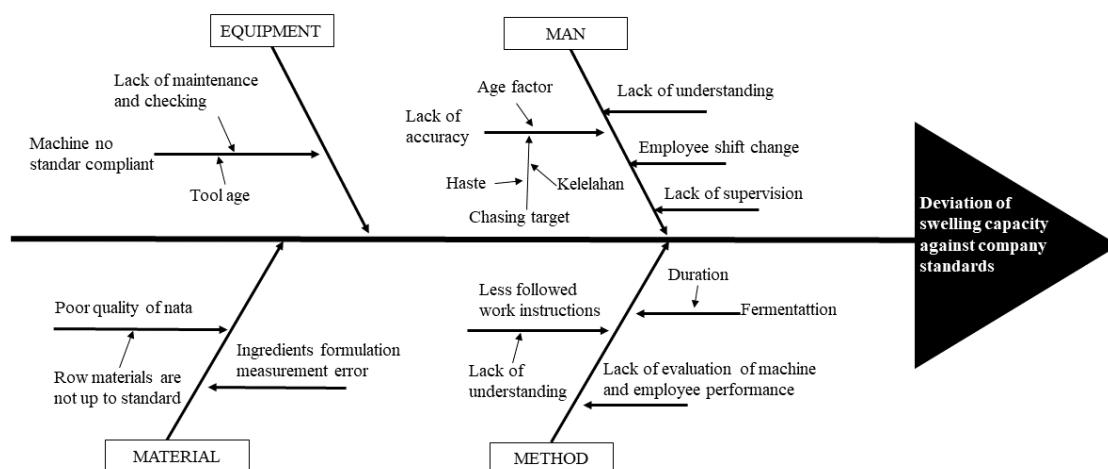 EQUIPMENT
MAN
Lack of maintenance
and checking
Machine no
standar compliant
Tool age
Age factor
Lack of
accuracy
Haste
Kelelahan
Chasing target
Lack of understanding
Employee shift change
Lack of supervision
Deviation of
swelling capacity
against company
standards
Poor quality of nata
Row materials are
not up to standard
Ingredients formulation
measurement error
Less followed
work instructions
Lack of
understanding
Duration
Fermentattion
Lack of evaluation of machine
and employee performance
MATERIAL
METHOD